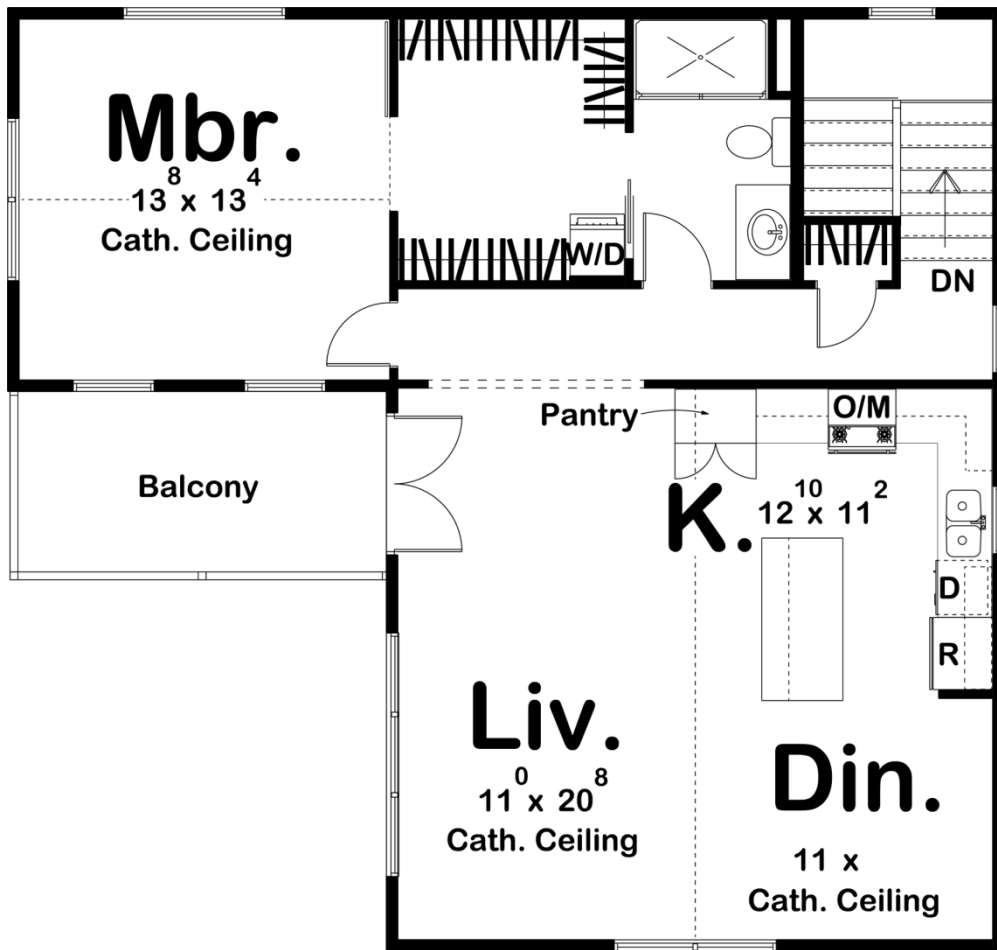 Mbr.
13⁸ x 13⁴
Cath. Ceiling
W/D
DN
Pantry
O/M
Balcony
K.
12¹⁰ x 11²
D
R
Liv.
11⁰ x 20⁸
Cath. Ceiling
Din.
11 x
Cath. Ceiling